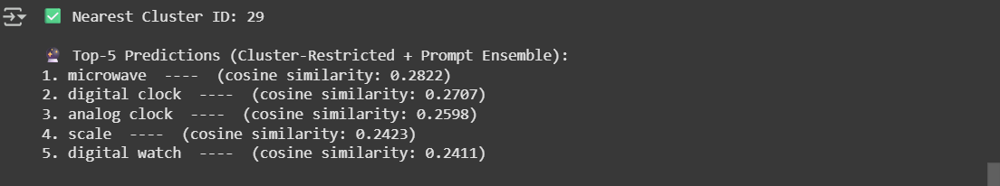 ✅ Nearest Cluster ID: 29
🔮 Top-5 Predictions (Cluster-Restricted + Prompt Ensemble):
1. microwave ---- (cosine similarity: 0.2822)
2. digital clock ---- (cosine similarity: 0.2707)
3. analog clock ---- (cosine similarity: 0.2598)
4. scale ---- (cosine similarity: 0.2423)
5. digital watch ---- (cosine similarity: 0.2411)